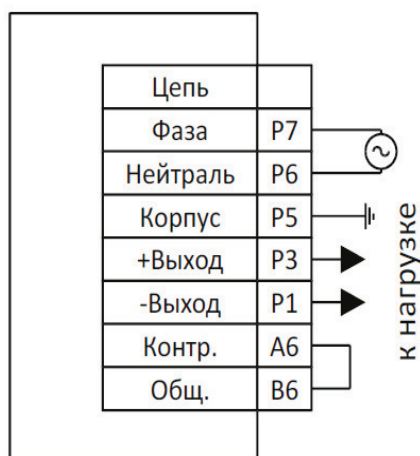 Цепь
Фаза P7
Нейтраль P6
Корпус P5
+Выход P3
-Выход P1
Контр. A6
Общ. B6
к нагрузке